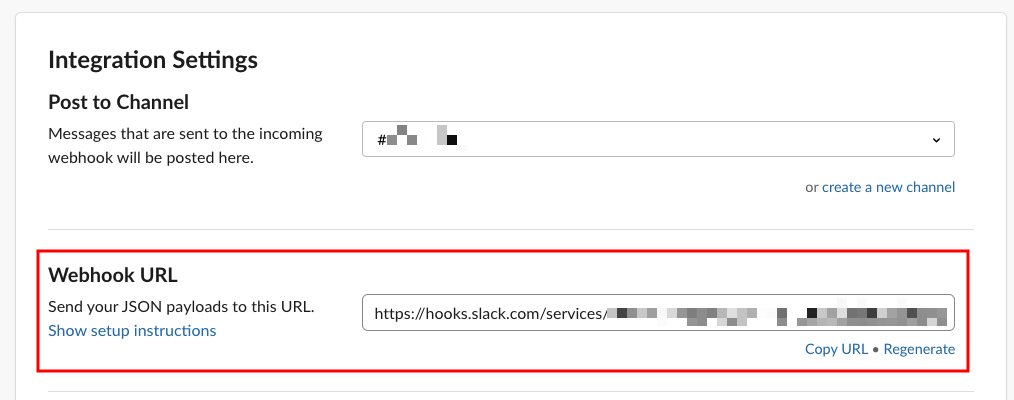 Integration Settings
Post to Channel
Messages that are sent to the incoming
webhook will be posted here.
#
or create a new channel
Webhook URL
Send your JSON payloads to this URL.
Show setup instructions
https://hooks.slack.com/services/
Copy URL • Regenerate